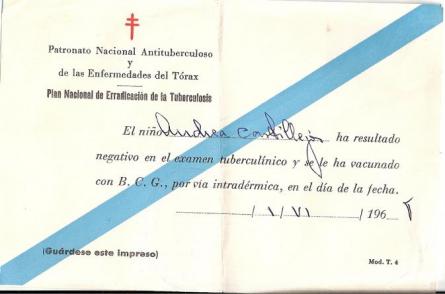 Patronato Nacional Antituberculoso
y
de las Enfermedades del Tórax
Plan Nacional de Erradicación de la Tuberculosis
El niño Andrea Castillejo ha resultado
negativo en el examen tuberculínico y se le ha vacunado
con B. C. G., por vía intradérmica, en el día de la fecha.
/ VI / 196
(Guárdese este impreso)
Mod. T. 4